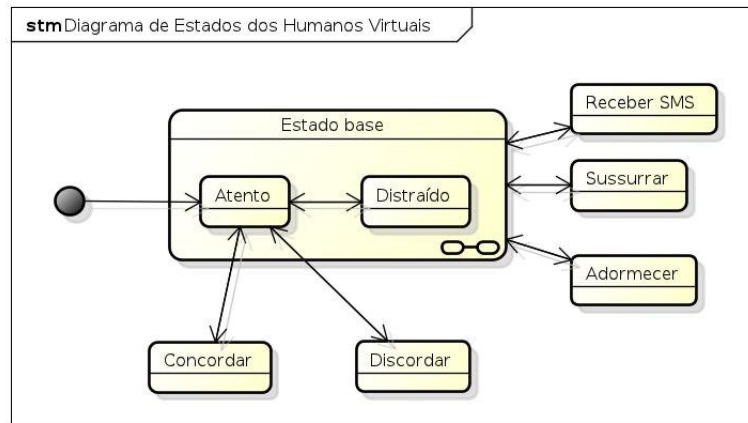 stm Diagrama de Estados dos Humanos Virtuais
Receber SMS
Estado base
Sussurrar
Atento
Distraído
Adormecer
Concordar
Discordar